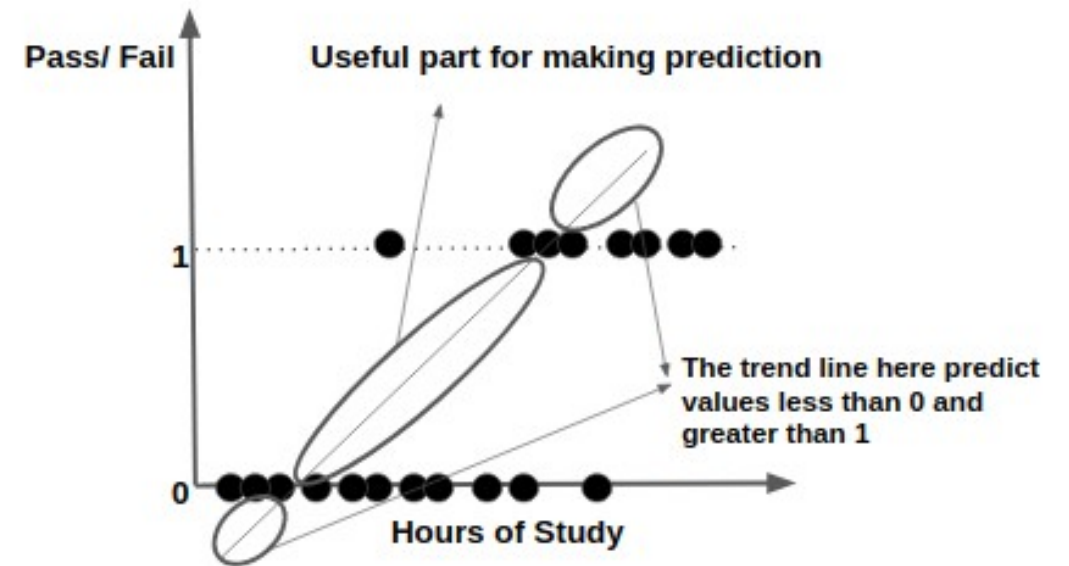 Pass/ Fail
Useful part for making prediction
1
The trend line here predict
values less than 0 and
greater than 1
0
Hours of Study